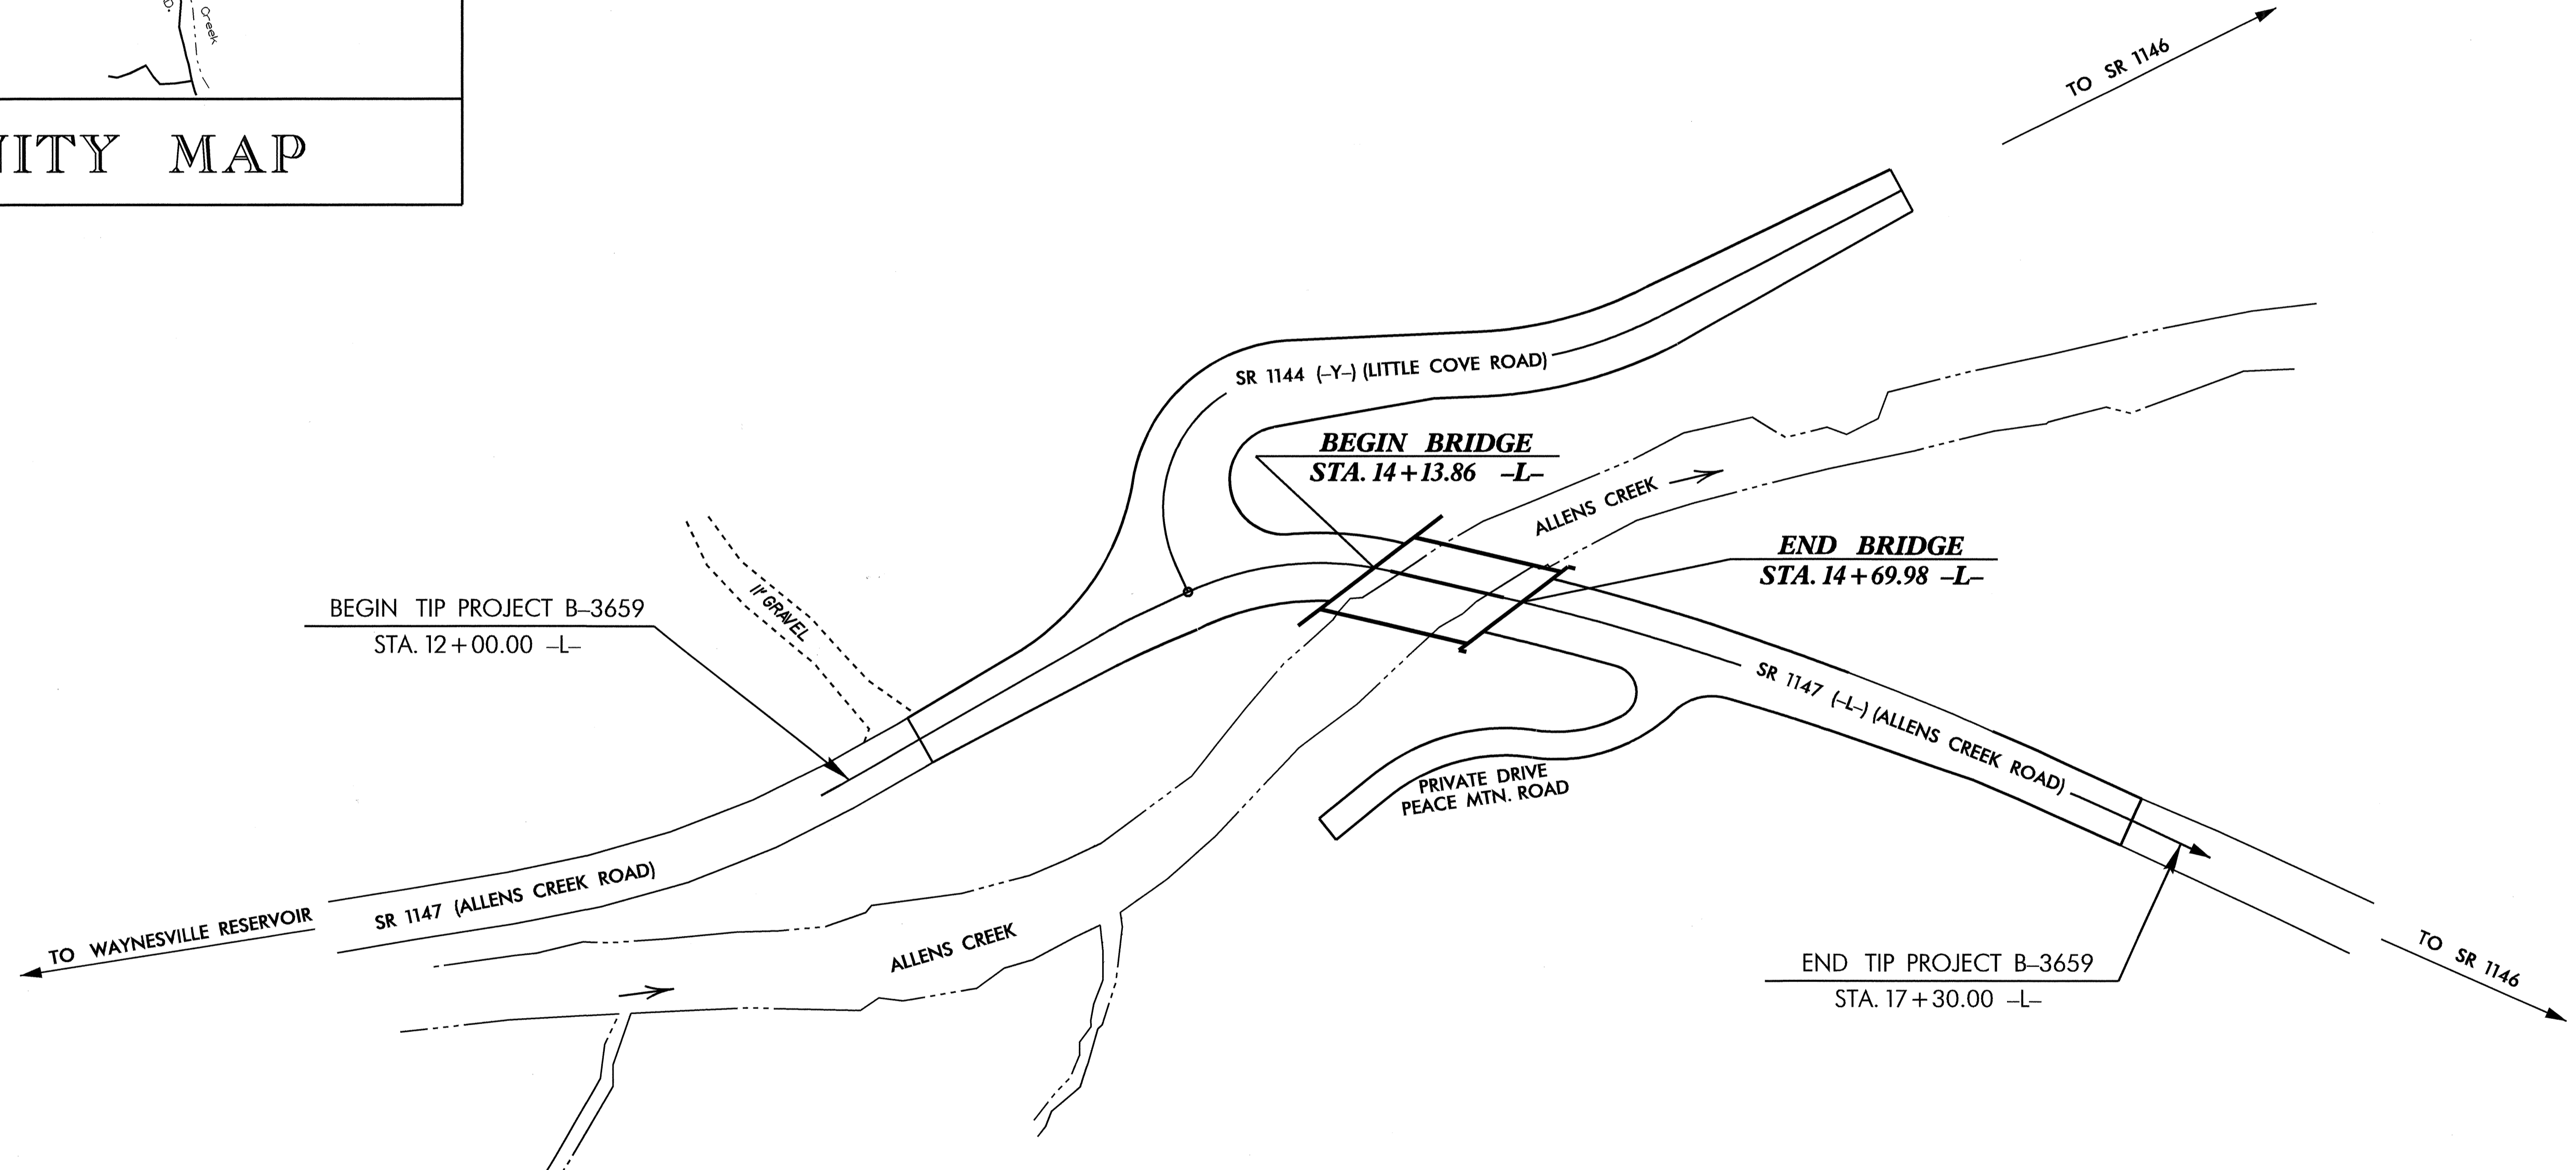 Creek
MAP
TO SR 1146
SR 1144 (–Y–) (LITTLE COVE ROAD)
BEGIN BRIDGE
STA. 14+13.86 –L–
ALLENS CREEK
END BRIDGE
STA. 14+69.98 –L–
11' GRAVEL
BEGIN TIP PROJECT B–3659
STA. 12+00.00 –L–
SR 1147 (–L–) (ALLENS CREEK ROAD)
PRIVATE DRIVE
PEACE MTN. ROAD
SR 1147 (ALLENS CREEK ROAD)
TO WAYNESVILLE RESERVOIR
ALLENS CREEK
END TIP PROJECT B–3659
STA. 17+30.00 –L–
TO SR 1146